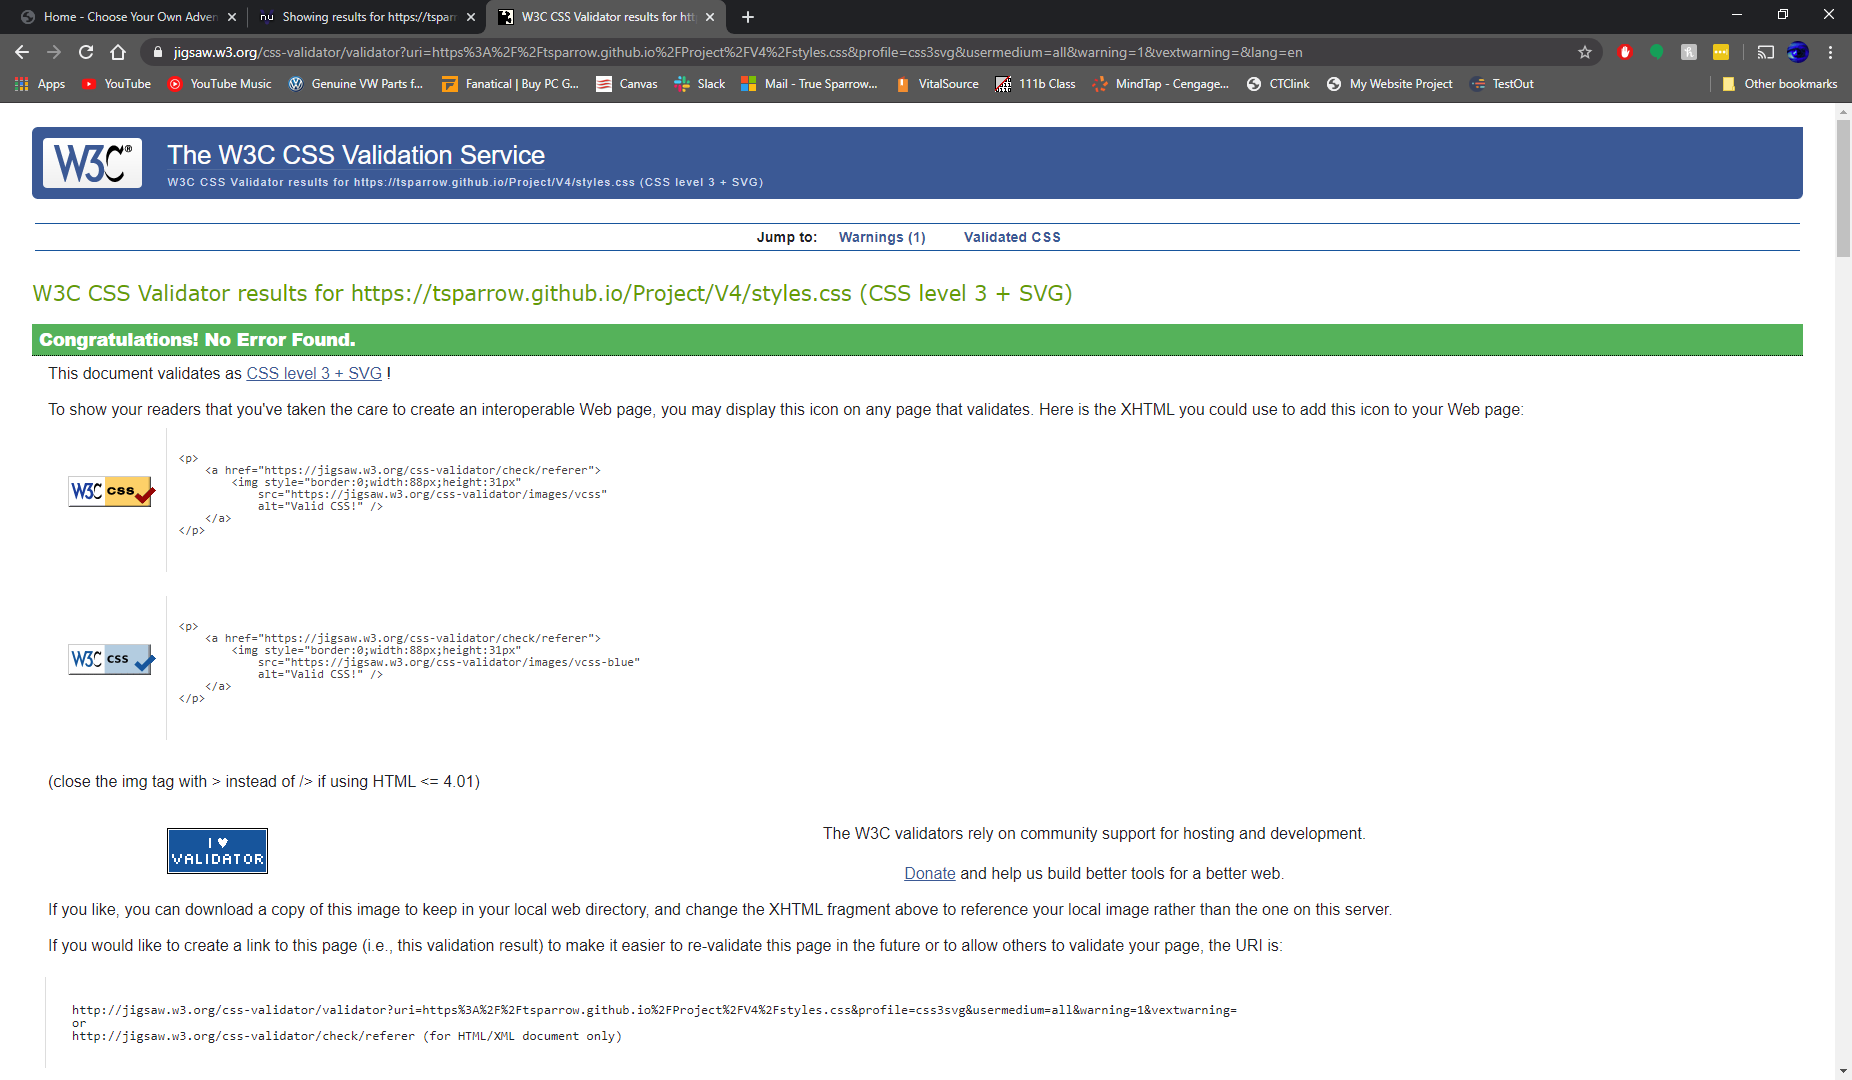 Home - Choose Your Own Adven
Showing results for https://tsparr
W3C CSS Validator results for htt
jigsaw.w3.org/css-validator/validator?uri=https%3A%2F%2Ftsparrow.github.io%2FProject%2FV4%2Fstyles.css&profile=css3svg&usermedium=all&warning=1&vextwarning=&lang=en
Apps YouTube YouTube Music Genuine VW Parts f... Fanatical | Buy PC G... Canvas Slack Mail - True Sparrow... VitalSource 111b Class MindTap - Cengage... CTClink My Website Project TestOut Other bookmarks
W3C®
The W3C CSS Validation Service
W3C CSS Validator results for https://tsparrow.github.io/Project/V4/styles.css (CSS level 3 + SVG)
Jump to: Warnings (1) Validated CSS
W3C CSS Validator results for https://tsparrow.github.io/Project/V4/styles.css (CSS level 3 + SVG)
Congratulations! No Error Found.
This document validates as CSS level 3 + SVG !
To show your readers that you've taken the care to create an interoperable Web page, you may display this icon on any page that validates. Here is the XHTML you could use to add this icon to your Web page:
W3C css
<p>
<a href="https://jigsaw.w3.org/css-validator/check/referer">
<img style="border:0;width:88px;height:31px"
src="https://jigsaw.w3.org/css-validator/images/vcss"
alt="Valid CSS!" />
</a>
</p>
W3C css
<p>
<a href="https://jigsaw.w3.org/css-validator/check/referer">
<img style="border:0;width:88px;height:31px"
src="https://jigsaw.w3.org/css-validator/images/vcss-blue"
alt="Valid CSS!" />
</a>
</p>
(close the img tag with > instead of /> if using HTML <= 4.01)
I ♥
VALIDATOR
The W3C validators rely on community support for hosting and development.
Donate and help us build better tools for a better web.
If you like, you can download a copy of this image to keep in your local web directory, and change the XHTML fragment above to reference your local image rather than the one on this server.
If you would like to create a link to this page (i.e., this validation result) to make it easier to re-validate this page in the future or to allow others to validate your page, the URI is:
http://jigsaw.w3.org/css-validator/validator?uri=https%3A%2F%2Ftsparrow.github.io%2FProject%2FV4%2Fstyles.css&profile=css3svg&usermedium=all&warning=1&vextwarning=
or
http://jigsaw.w3.org/css-validator/check/referer (for HTML/XML document only)